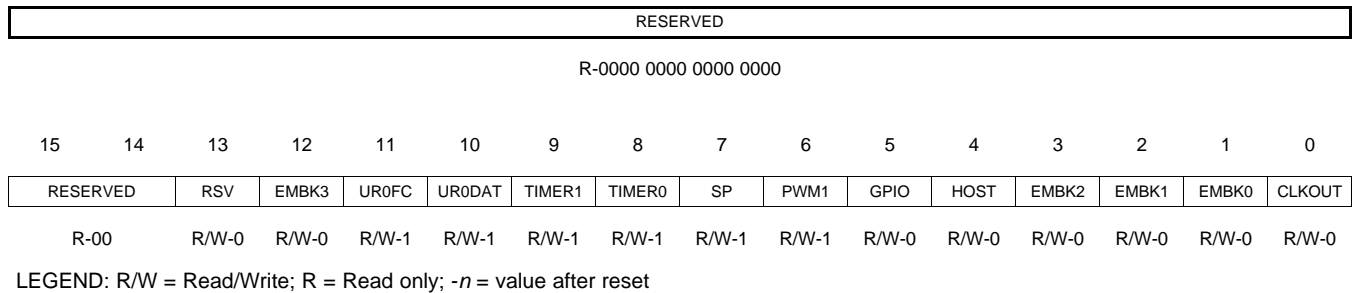 RESERVED
R-0000 0000 0000 0000
15 14 13 12 11 10 9 8 7 6 5 4 3 2 1 0
RESERVED RSV EMBK3 UR0FC UR0DAT TIMER1 TIMER0 SP PWM1 GPIO HOST EMBK2 EMBK1 EMBK0 CLKOUT
R-00 R/W-0 R/W-0 R/W-1 R/W-1 R/W-1 R/W-1 R/W-1 R/W-1 R/W-0 R/W-0 R/W-0 R/W-0 R/W-0 R/W-0
LEGEND: R/W = Read/Write; R = Read only; -n = value after reset